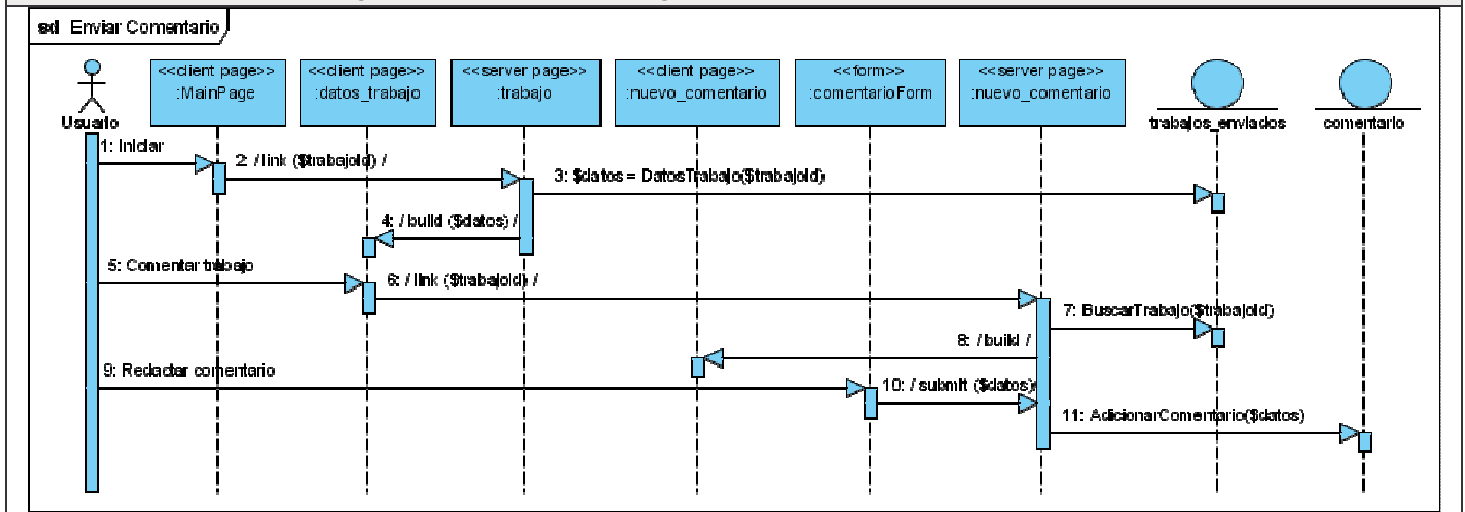 sd Enviar Comentario
<<client page>>
:MainPage
<<client page>>
:datos_trabajo
<<server page>>
:trabajo
<<client page>>
:nuevo_comentario
<<form>>
:comentarioForm
<<server page>>
:nuevo_comentario
Usuario
trabajos_enviados
comentario
1: Iniciar
2: / link ($trabajoId) /
3: $datos = DatosTrabajo($trabajoId)
4: / build ($datos) /
5: Comentar trabajo
6: / link ($trabajoId) /
7: BuscarTrabajo($trabajoId)
8: / build /
9: Redactar comentario
10: / submit ($datos)/
11: AdicionarComentario($datos)